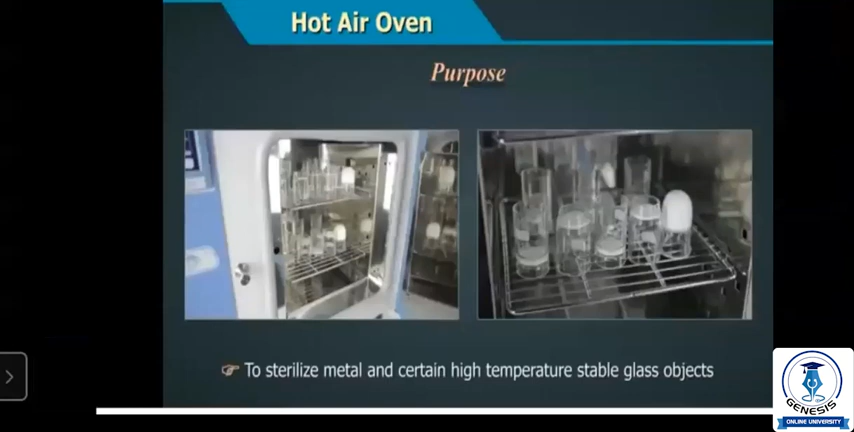 Hot Air Oven
Purpose
To sterilize metal and certain high temperature stable glass objects
GENESIS
ONLINE UNIVERSITY